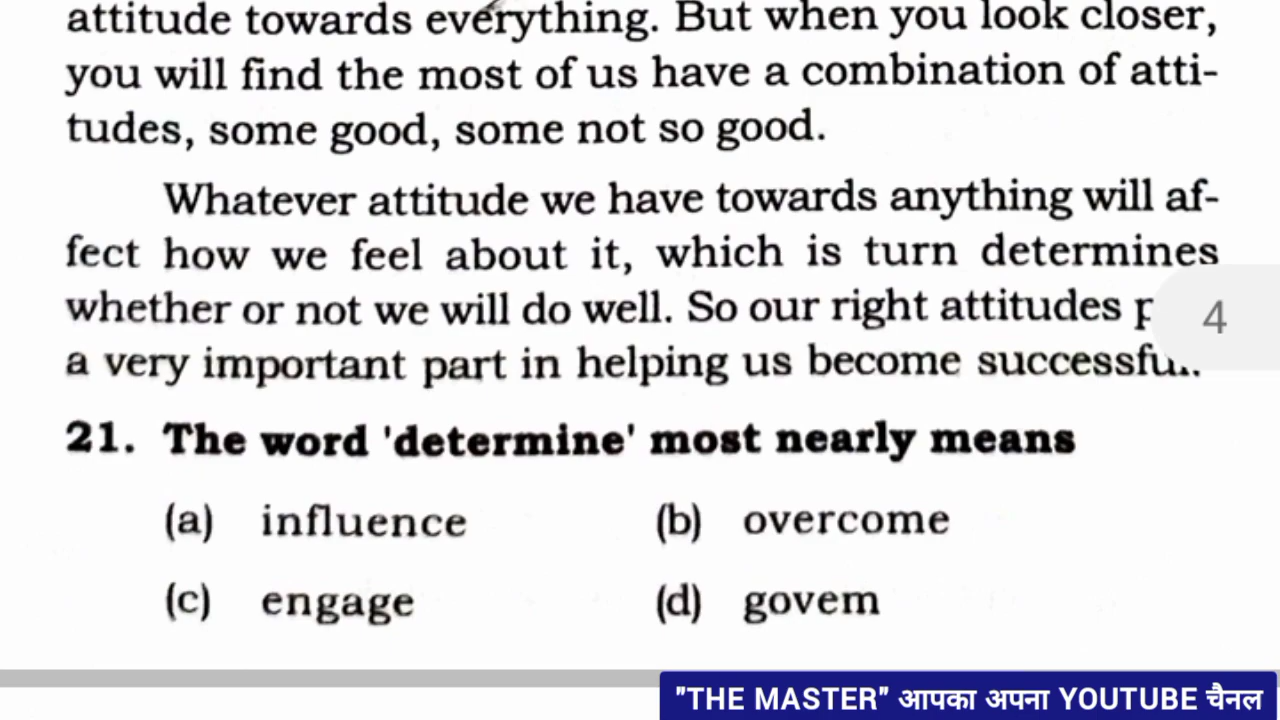 attitude towards everything. But when you look closer,
you will find the most of us have a combination of atti-
tudes, some good, some not so good.
Whatever attitude we have towards anything will af-
fect how we feel about it, which is turn determines
whether or not we will do well. So our right attitudes
4
a very important part in helping us become successful.
21. The word 'determine' most nearly means
(a) influence (b) overcome
(c) engage (d) govem
"THE MASTER" आपका अपना YOUTUBE चैनल